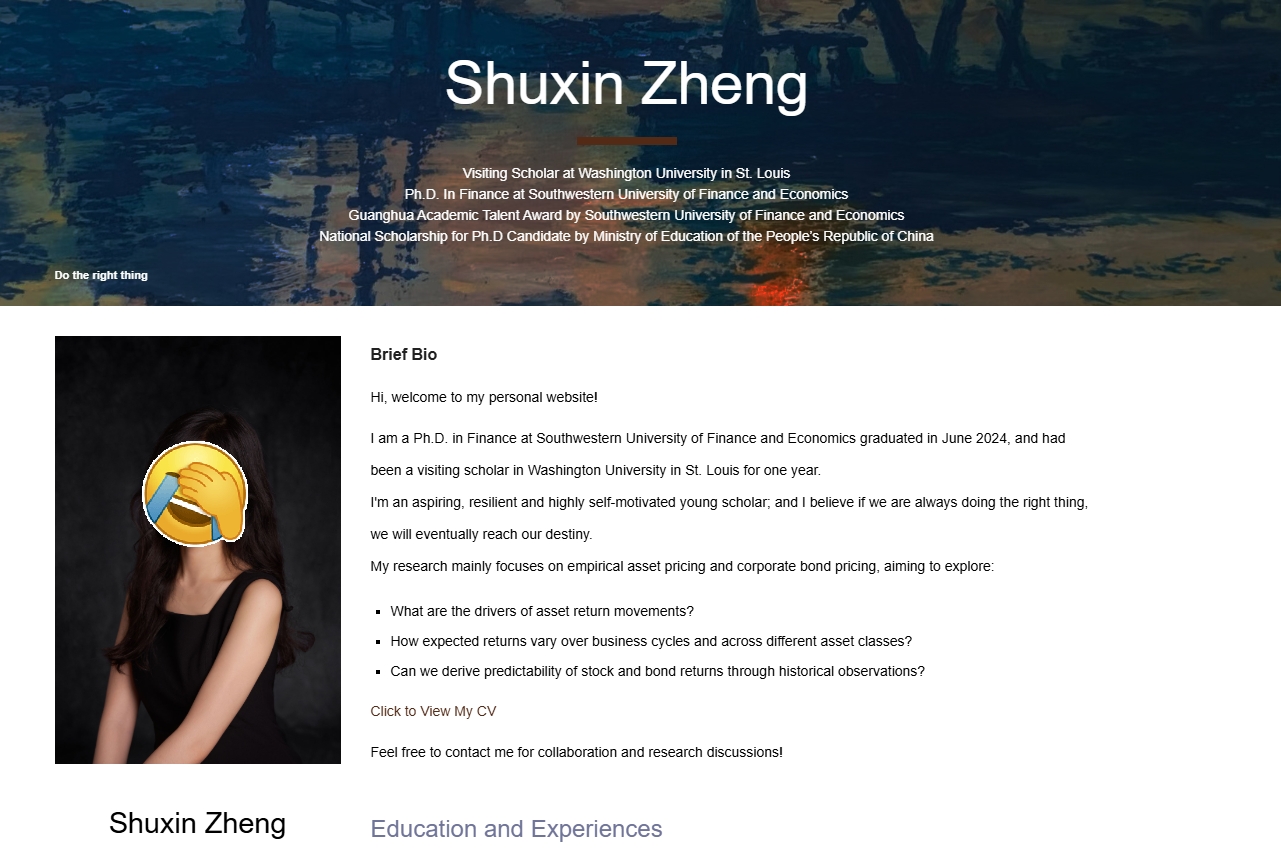 Shuxin Zheng
Visiting Scholar at Washington University in St. Louis
Ph.D. In Finance at Southwestern University of Finance and Economics
Guanghua Academic Talent Award by Southwestern University of Finance and Economics
National Scholarship for Ph.D Candidate by Ministry of Education of the People's Republic of China
Do the right thing
Brief Bio
Hi, welcome to my personal website!
I am a Ph.D. in Finance at Southwestern University of Finance and Economics graduated in June 2024, and had
been a visiting scholar in Washington University in St. Louis for one year.
I'm an aspiring, resilient and highly self-motivated young scholar; and I believe if we are always doing the right thing,
we will eventually reach our destiny.
My research mainly focuses on empirical asset pricing and corporate bond pricing, aiming to explore:
▪ What are the drivers of asset return movements?
▪ How expected returns vary over business cycles and across different asset classes?
▪ Can we derive predictability of stock and bond returns through historical observations?
Click to View My CV
Feel free to contact me for collaboration and research discussions!
Shuxin Zheng
Education and Experiences